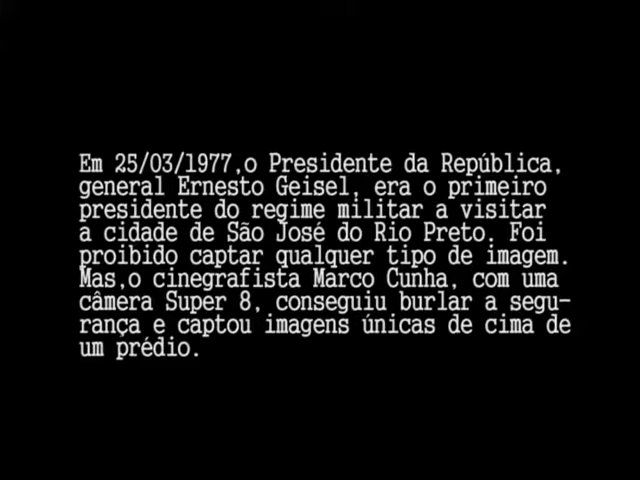 Em 25/03/1977,o Presidente da República,
general Ernesto Geisel, era o primeiro
presidente do regime militar a visitar
a cidade de São José do Rio Preto. Foi
proibido captar qualquer tipo de imagem.
Mas,o cinegrafista Marco Cunha, com uma
câmera Super 8, conseguiu burlar a segu-
rança e captou imagens únicas de cima de
um prédio.